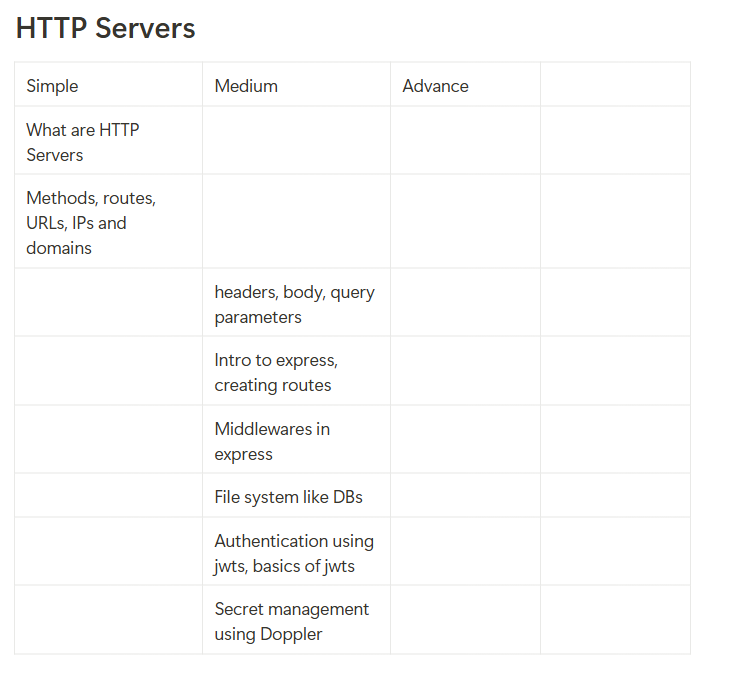 HTTP Servers
Simple
Medium
Advance
What are HTTP
Servers
Methods, routes,
URLs, IPs and
domains
headers, body, query
parameters
Intro to express,
creating routes
Middlewares in
express
File system like DBs
Authentication using
jwts, basics of jwts
Secret management
using Doppler